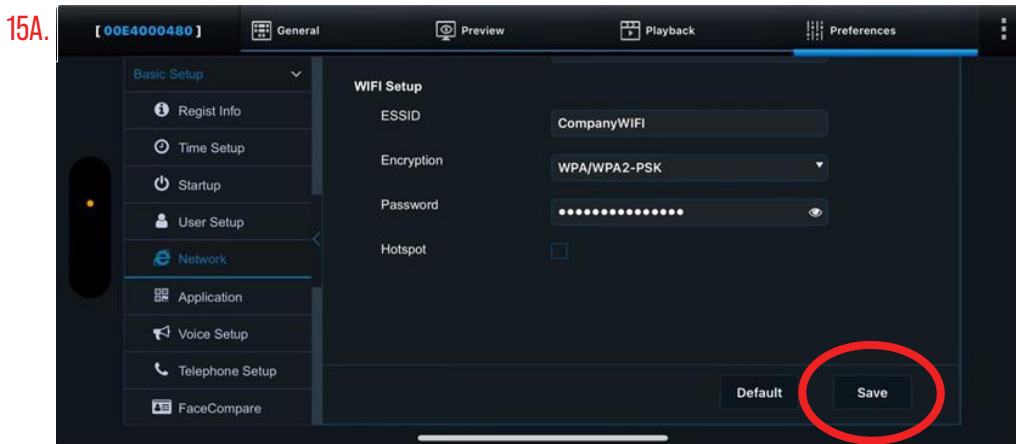 15A.
[ 00E4000480 ] General Preview Playback Preferences
Basic Setup
WIFI Setup
Regist Info
ESSID CompanyWIFI
Time Setup
Encryption WPA/WPA2-PSK
Startup
Password ●●●●●●●●●●●●●●●
User Setup
Hotspot
Network
Application
Voice Setup
Telephone Setup
Default Save
FaceCompare